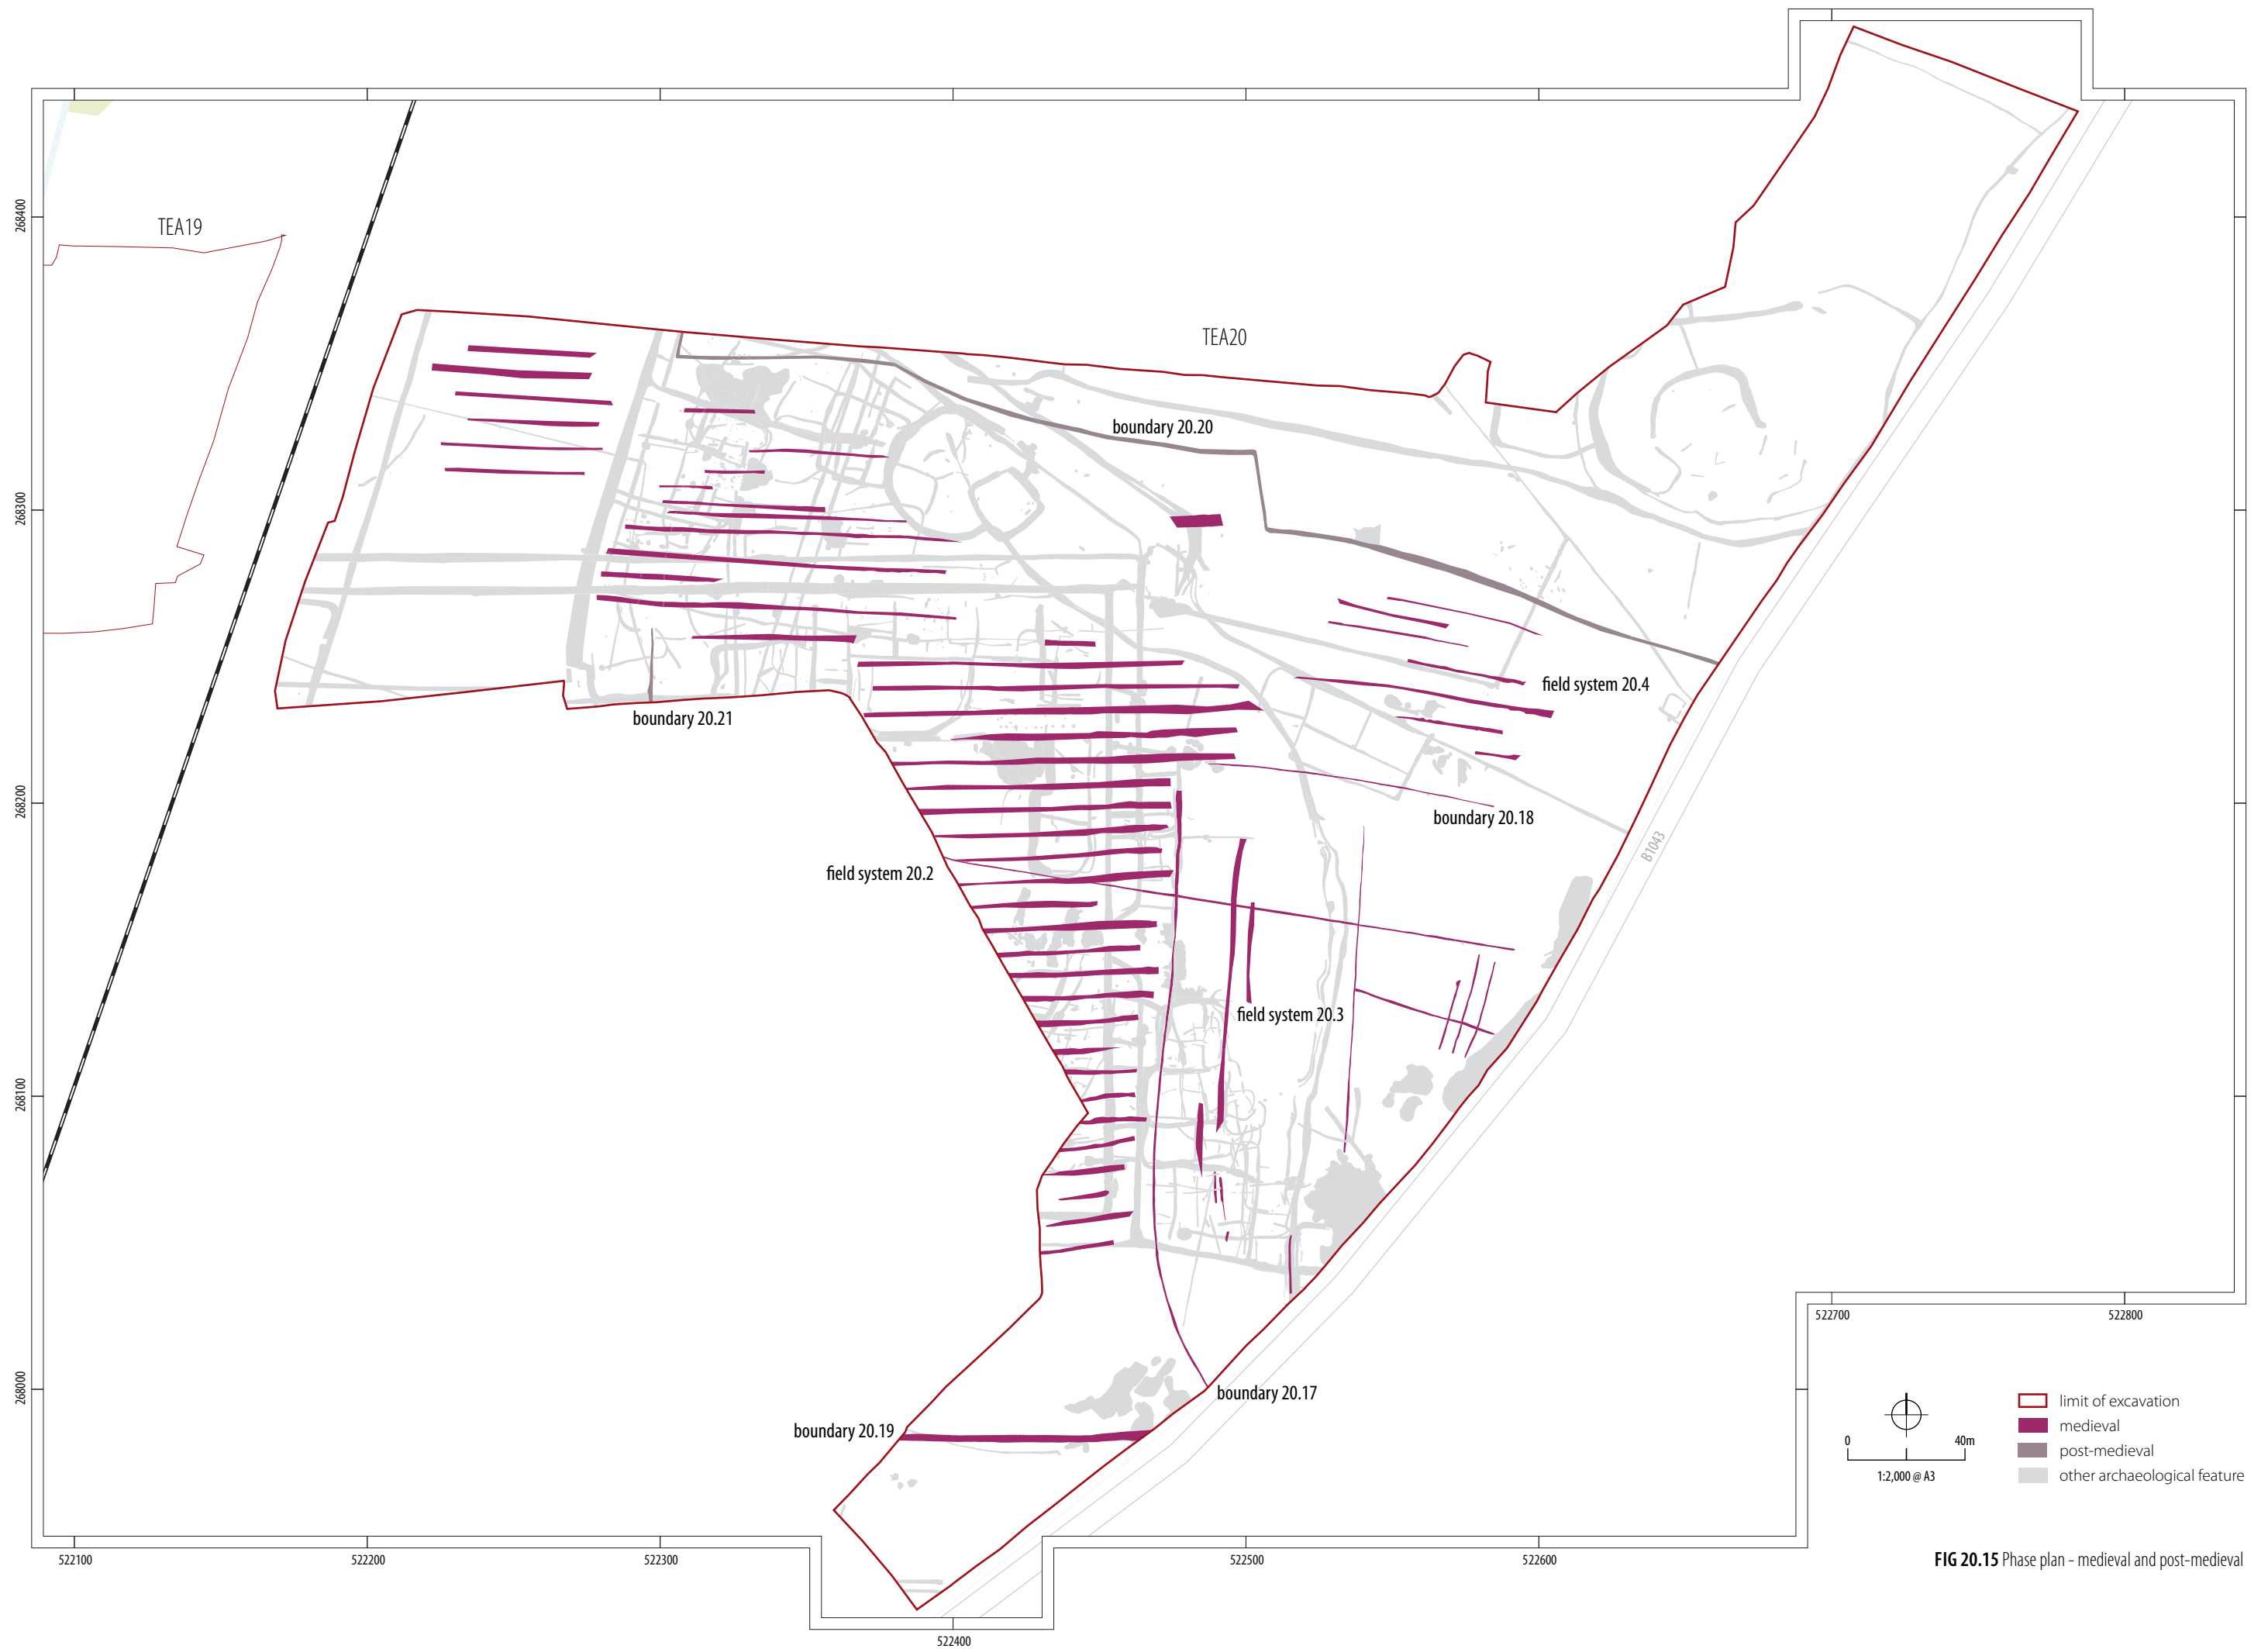 TEA19
TEA20
268400
268300
268200
268100
268000
boundary 20.20
field system 20.4
boundary 20.21
boundary 20.18
B1043
field system 20.2
field system 20.3
boundary 20.17
boundary 20.19
522700
522800
0 40m
1:2,000 @ A3
limit of excavation
medieval
post-medieval
other archaeological feature
522100
522200
522300
522500
522600
522400
FIG 20.15 Phase plan - medieval and post-medieval